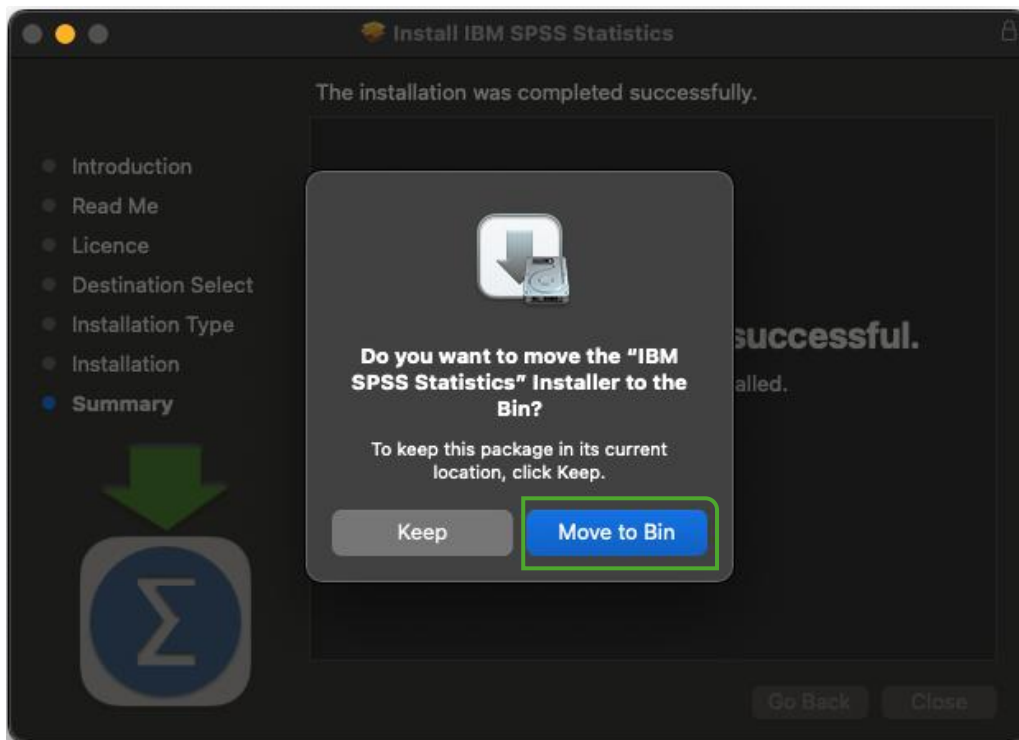 Install IBM SPSS Statistics
The installation was completed successfully.
Introduction
Read Me
Licence
Destination Select
Installation Type
Installation
Summary
successful.
alled.
Do you want to move the “IBM
SPSS Statistics” Installer to the
Bin?
To keep this package in its current
location, click Keep.
Keep
Move to Bin
Σ
Go Back
Close